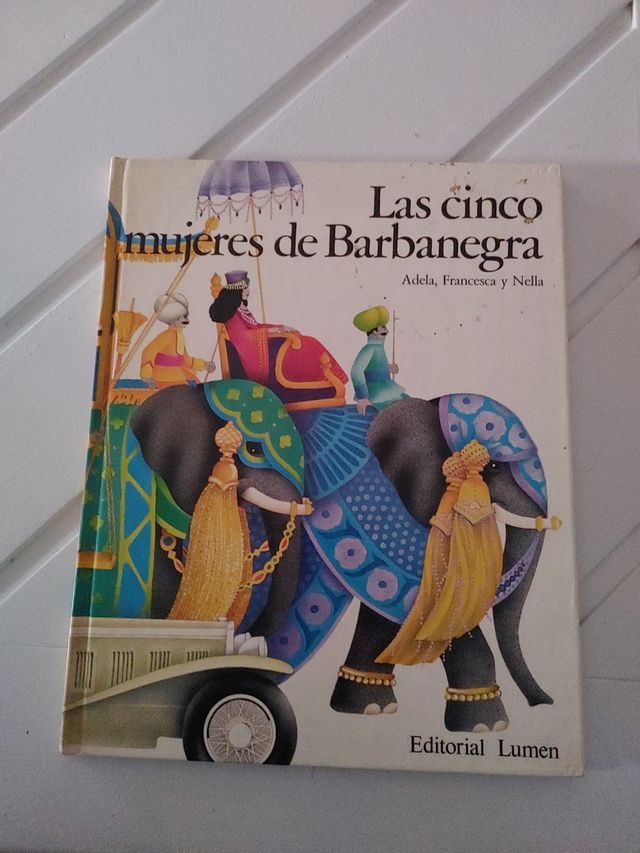 Las cinco
mujeres de Barbanegra
Adela, Francesca y Nella
Editorial Lumen